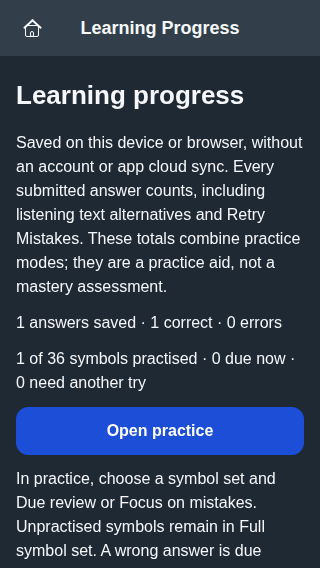 Learning Progress
Learning progress
Saved on this device or browser, without
an account or app cloud sync. Every
submitted answer counts, including
listening text alternatives and Retry
Mistakes. These totals combine practice
modes; they are a practice aid, not a
mastery assessment.
1 answers saved · 1 correct · 0 errors
1 of 36 symbols practised · 0 due now ·
0 need another try
Open practice
In practice, choose a symbol set and
Due review or Focus on mistakes.
Unpractised symbols remain in Full
symbol set. A wrong answer is due